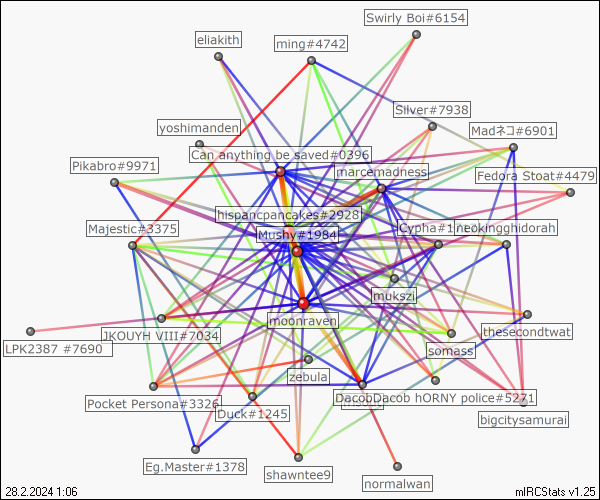 Swirly Boi#6154
eliakith
ming#4742
Silver#7938
yoshimanden
Madネコ#6901
Can anything be saved#0396
Pikabro#9971
marcemadness
Fedora Stoat#4479
hispancpancakes#2928
Majestic#3375
Mushy#1984
Cypha#1
neokingghidorah
mukszi
moonraven
JKOUYH VIII#7034
thesecondtwat
LPK2387 #7690
somass
zebula
Pocket Persona#3326
DacobDacob hORNY police#5271
Duck#1245
bigcitysamurai
Eg.Master#1378
shawntee9
normalwan
28.2.2024 1:06
mIRCStats v1.25